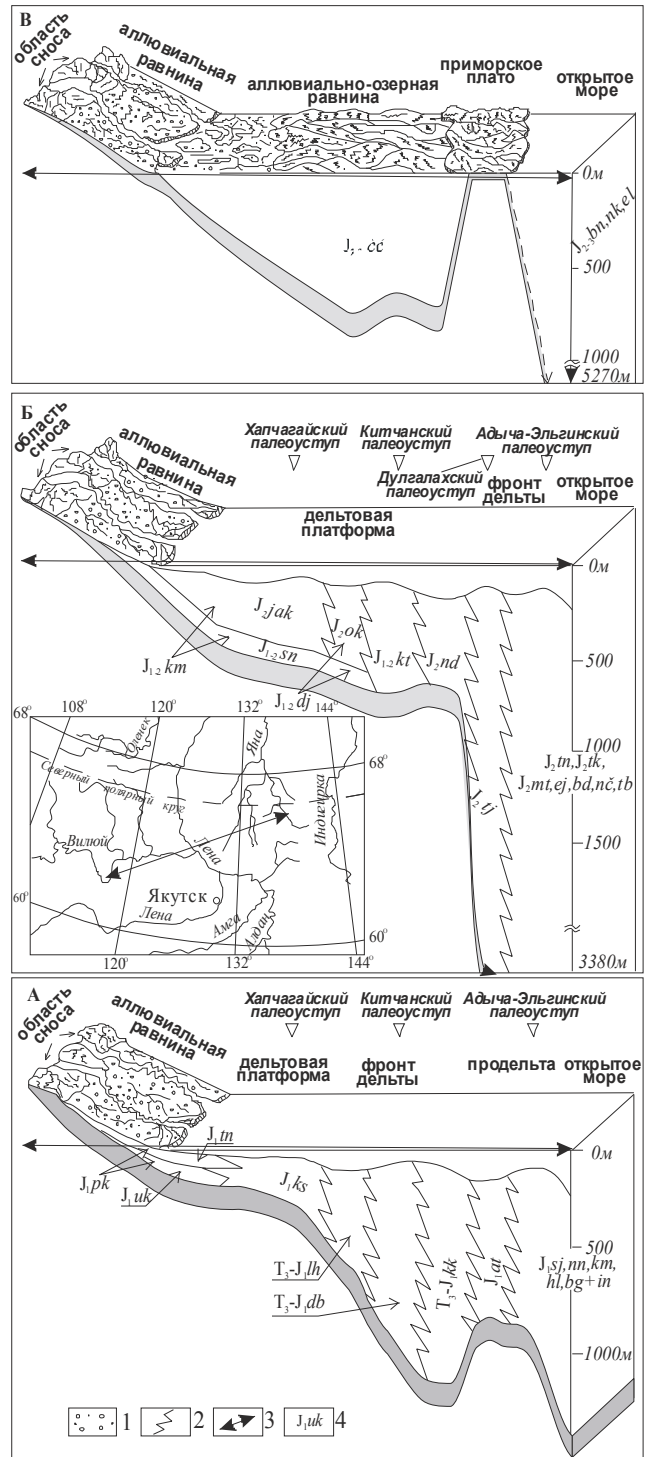 В
область
сноса
аллювиальная
равнина
аллювиально-озерная
равнина
приморское
плато
открытое
море
0м
J2-3bn,nk,el
500
1000
5270м
Б
область
сноса
аллювиальная
равнина
Хапчагайский
палеоуступ
Китчанский
палеоуступ
Адыча-Эльгинский
палеоуступ
Дулгалахский
палеоуступ
фронт
дельты
открытое
море
дельтовая
платформа
0м
J2jak
J2ok
J1-2kt
J2nd
J1-2sn
J1-2km
J1-2dj
500
1000
J2tn,J2tk,
J2mt,ej,bd,nč,tb
J2tj
1500
3380м
68°
108°
120°
132°
144°
68°
Оленек
Яна
Индигирка
Северный полярный круг
Вилюй
Лена
Якутск
60°
Лена
Амга
Алдан
60°
120°
132°
144°
А
область
сноса
аллювиальная
равнина
Хапчагайский
палеоуступ
Китчанский
палеоуступ
Адыча-Эльгинский
палеоуступ
дельтовая
платформа
фронт
дельты
продельта
открытое
море
0м
J1tn
J1pk
J1uk
J1ks
500
T3-J1lh
T3-J1db
T3-J1kk
J1at
J1sj,nn,km,
hl,bg+in
1000м
1 2 3 J1uk 4